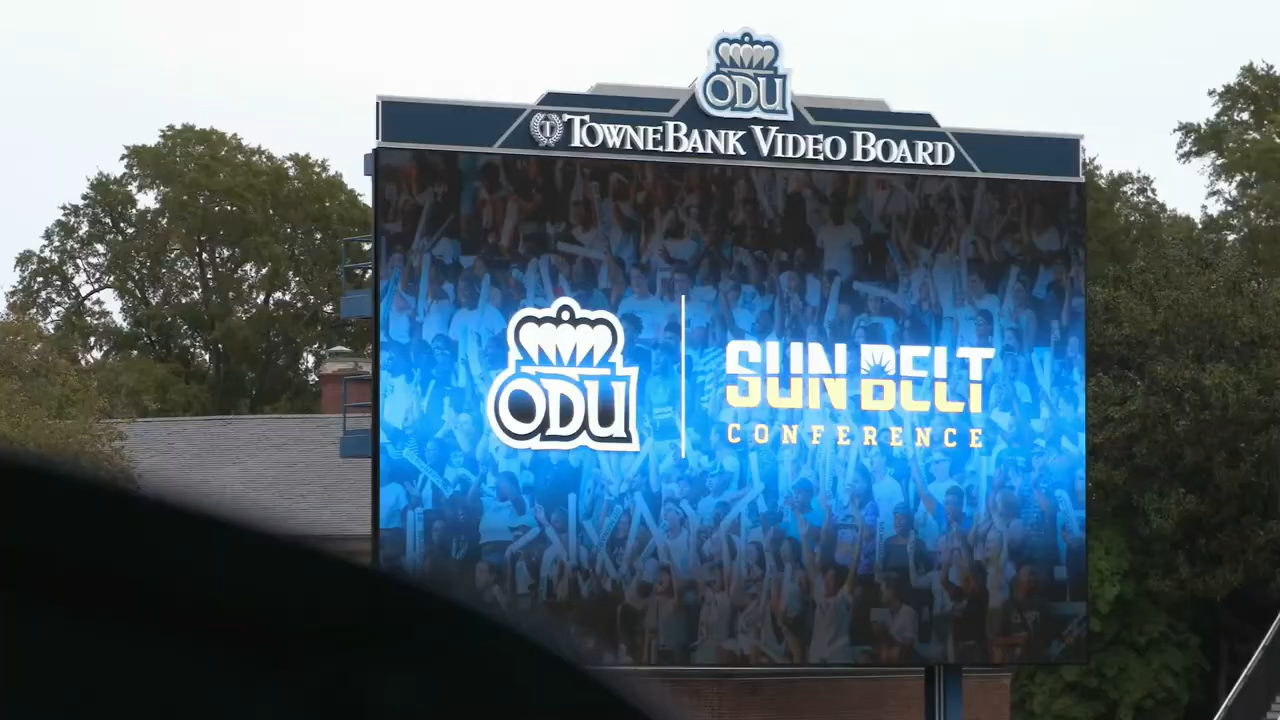 ODU
T TOWNEBANK VIDEO BOARD
ODU
SUN BELT
CONFERENCE